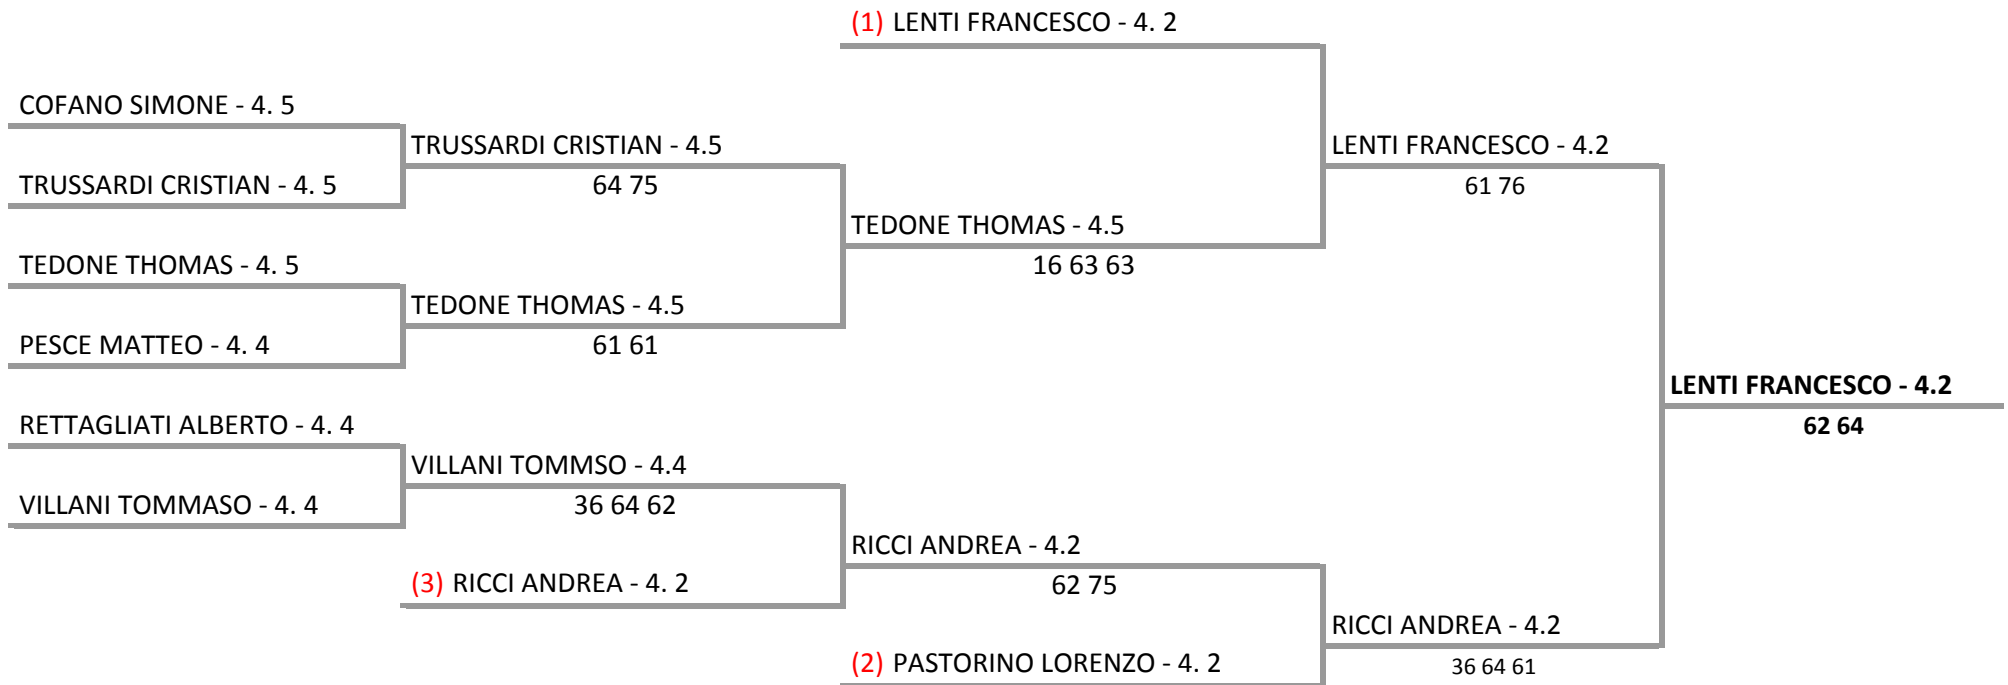 (1) LENTI FRANCESCO - 4. 2
COFANO SIMONE - 4. 5
TRUSSARDI CRISTIAN - 4.5
LENTI FRANCESCO - 4.2
TRUSSARDI CRISTIAN - 4. 5
64 75
61 76
TEDONE THOMAS - 4.5
TEDONE THOMAS - 4. 5
16 63 63
TEDONE THOMAS - 4.5
PESCE MATTEO - 4. 4
61 61
LENTI FRANCESCO - 4.2
RETTAGLIATI ALBERTO - 4. 4
62 64
VILLANI TOMMSO - 4.4
VILLANI TOMMASO - 4. 4
36 64 62
RICCI ANDREA - 4.2
(3) RICCI ANDREA - 4. 2
62 75
RICCI ANDREA - 4.2
(2) PASTORINO LORENZO - 4. 2
36 64 61